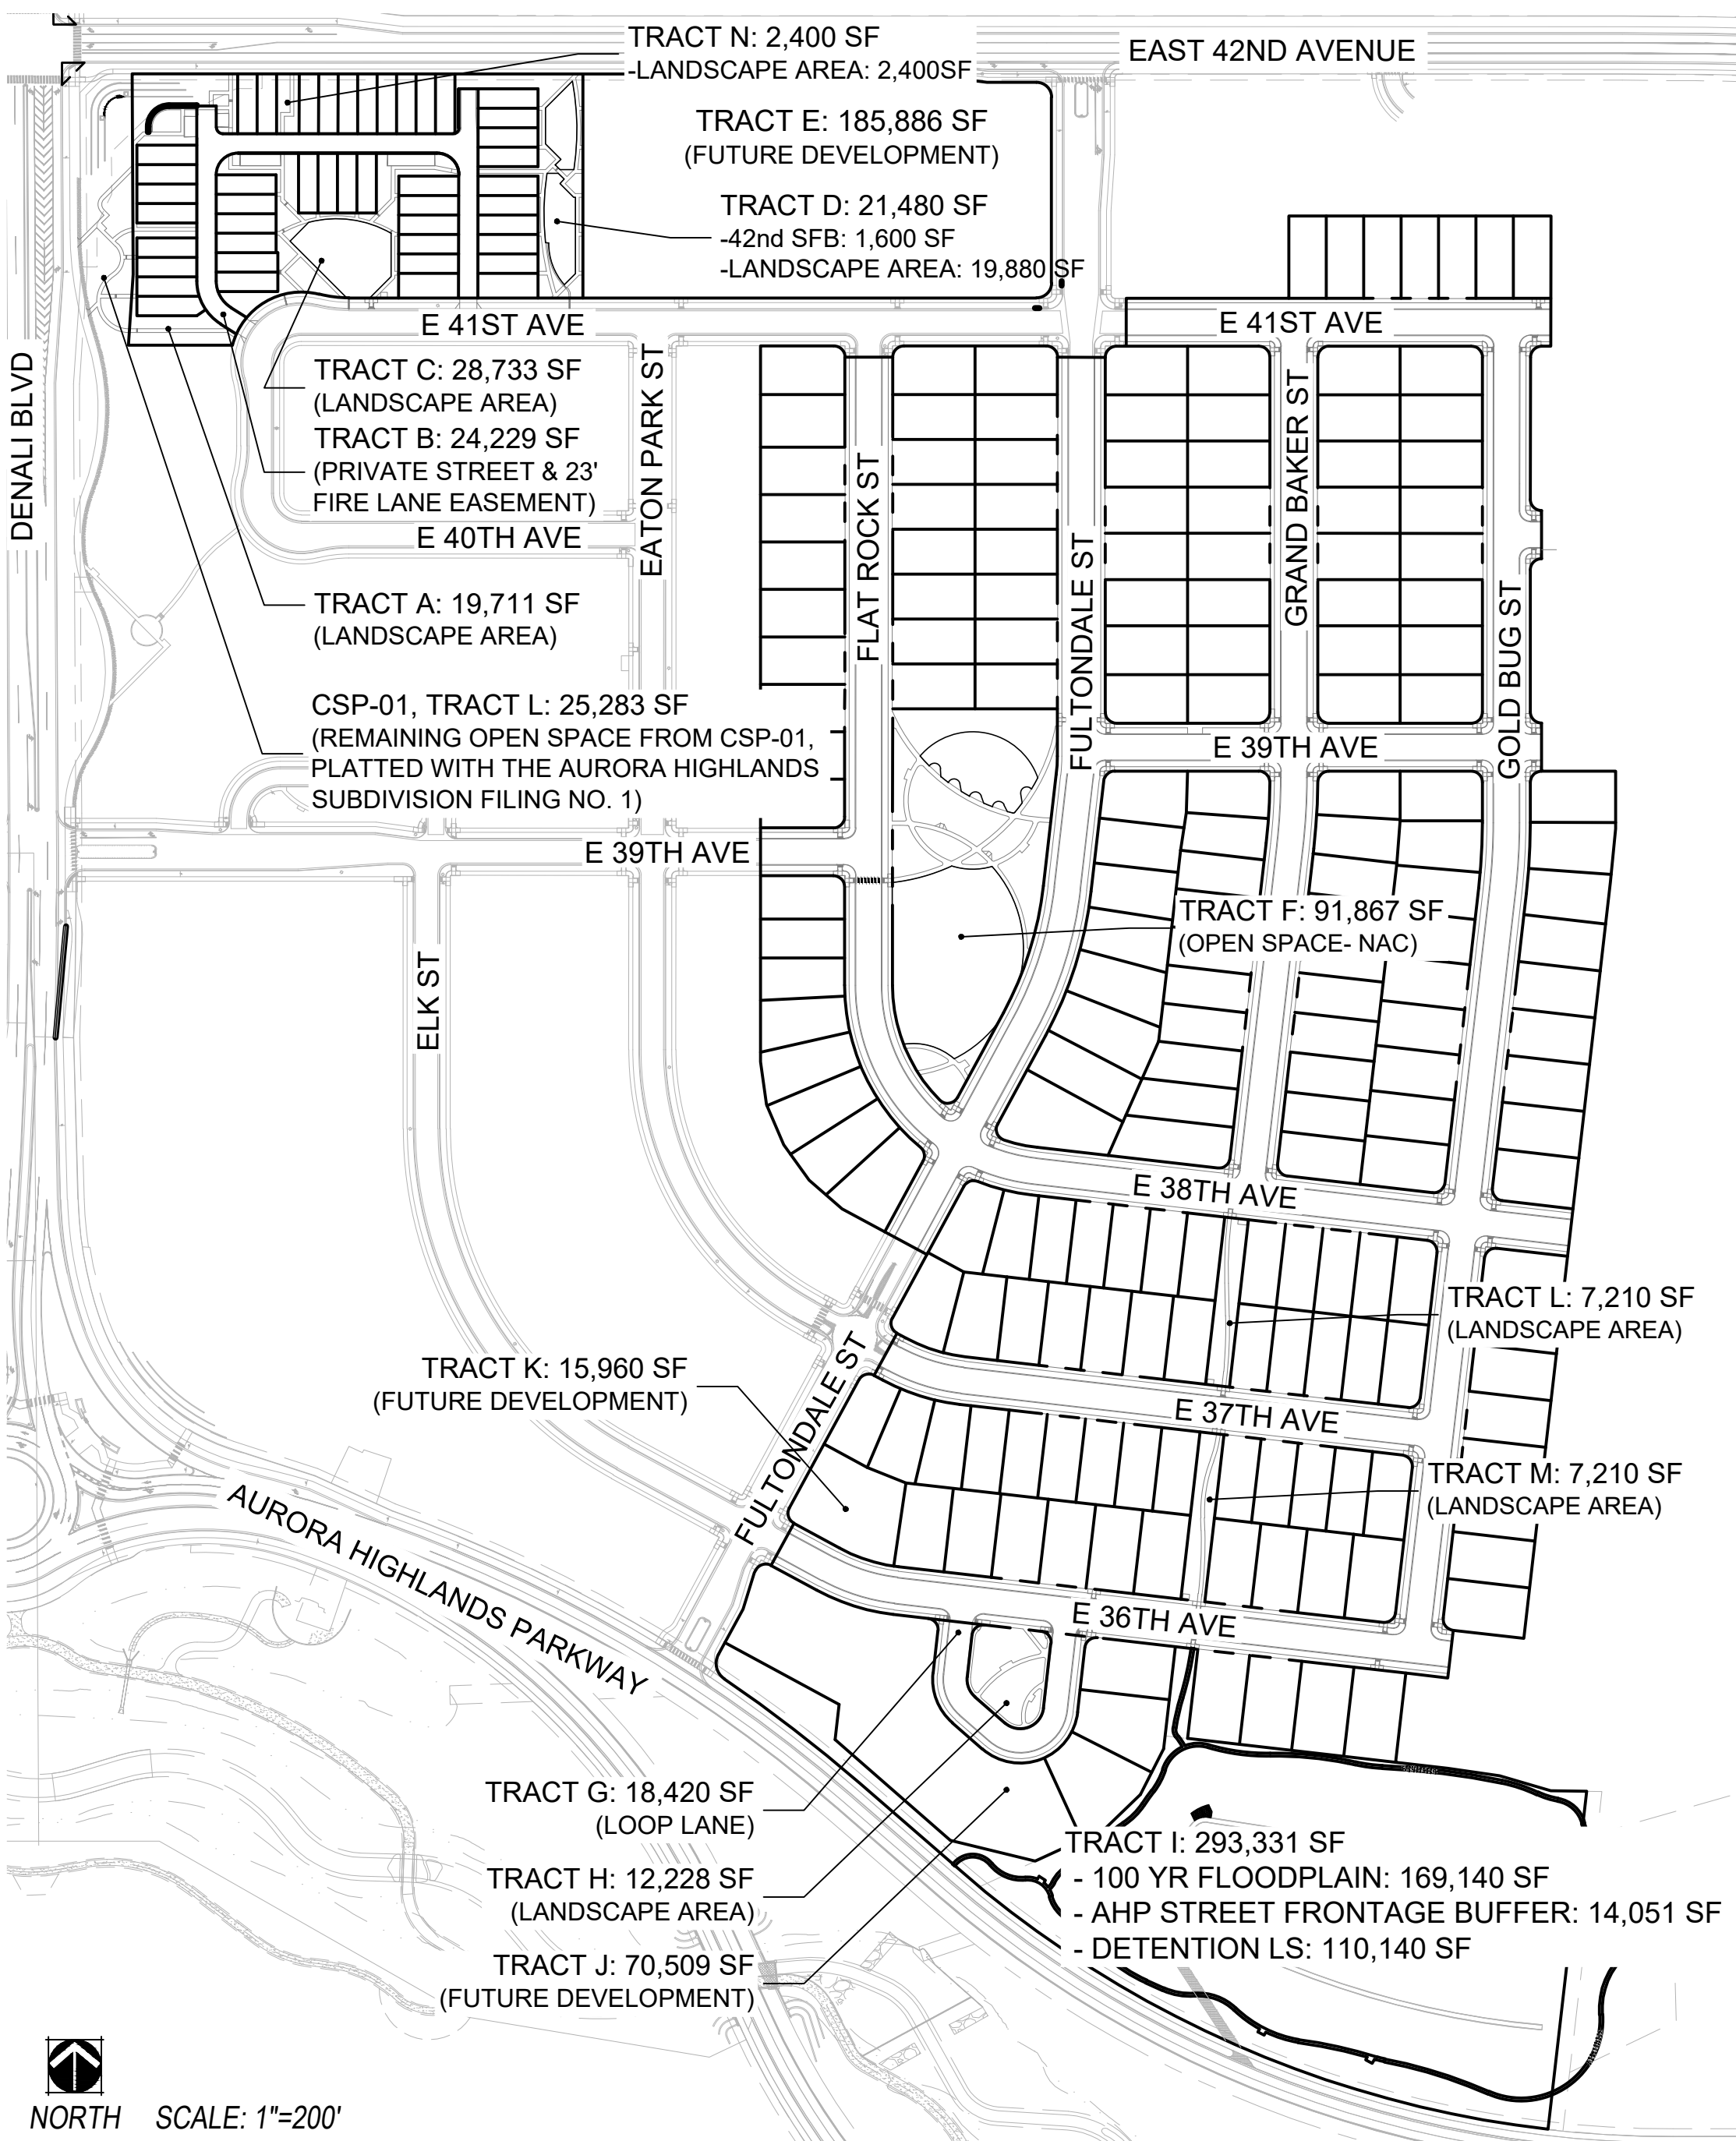 TRACT N: 2,400 SF
-LANDSCAPE AREA: 2,400SF
EAST 42ND AVENUE
TRACT E: 185,886 SF
(FUTURE DEVELOPMENT)
TRACT D: 21,480 SF
-42nd SFB: 1,600 SF
-LANDSCAPE AREA: 19,880 SF
E 41ST AVE
E 41ST AVE
DENALI BLVD
TRACT C: 28,733 SF
(LANDSCAPE AREA)
TRACT B: 24,229 SF
(PRIVATE STREET & 23'
FIRE LANE EASEMENT)
EATON PARK ST
E 40TH AVE
FLAT ROCK ST
FULTONDALE ST
GRAND BAKER ST
GOLD BUG ST
TRACT A: 19,711 SF
(LANDSCAPE AREA)
CSP-01, TRACT L: 25,283 SF
(REMAINING OPEN SPACE FROM CSP-01,
PLATTED WITH THE AURORA HIGHLANDS
SUBDIVISION FILING NO. 1)
E 39TH AVE
E 39TH AVE
TRACT F: 91,867 SF
(OPEN SPACE- NAC)
ELK ST
E 38TH AVE
TRACT L: 7,210 SF
(LANDSCAPE AREA)
TRACT K: 15,960 SF
(FUTURE DEVELOPMENT)
FULTONDALE ST
E 37TH AVE
TRACT M: 7,210 SF
(LANDSCAPE AREA)
AURORA HIGHLANDS PARKWAY
E 36TH AVE
TRACT G: 18,420 SF
(LOOP LANE)
TRACT I: 293,331 SF
- 100 YR FLOODPLAIN: 169,140 SF
- AHP STREET FRONTAGE BUFFER: 14,051 SF
- DETENTION LS: 110,140 SF
TRACT H: 12,228 SF
(LANDSCAPE AREA)
TRACT J: 70,509 SF
(FUTURE DEVELOPMENT)
NORTH SCALE: 1"=200'